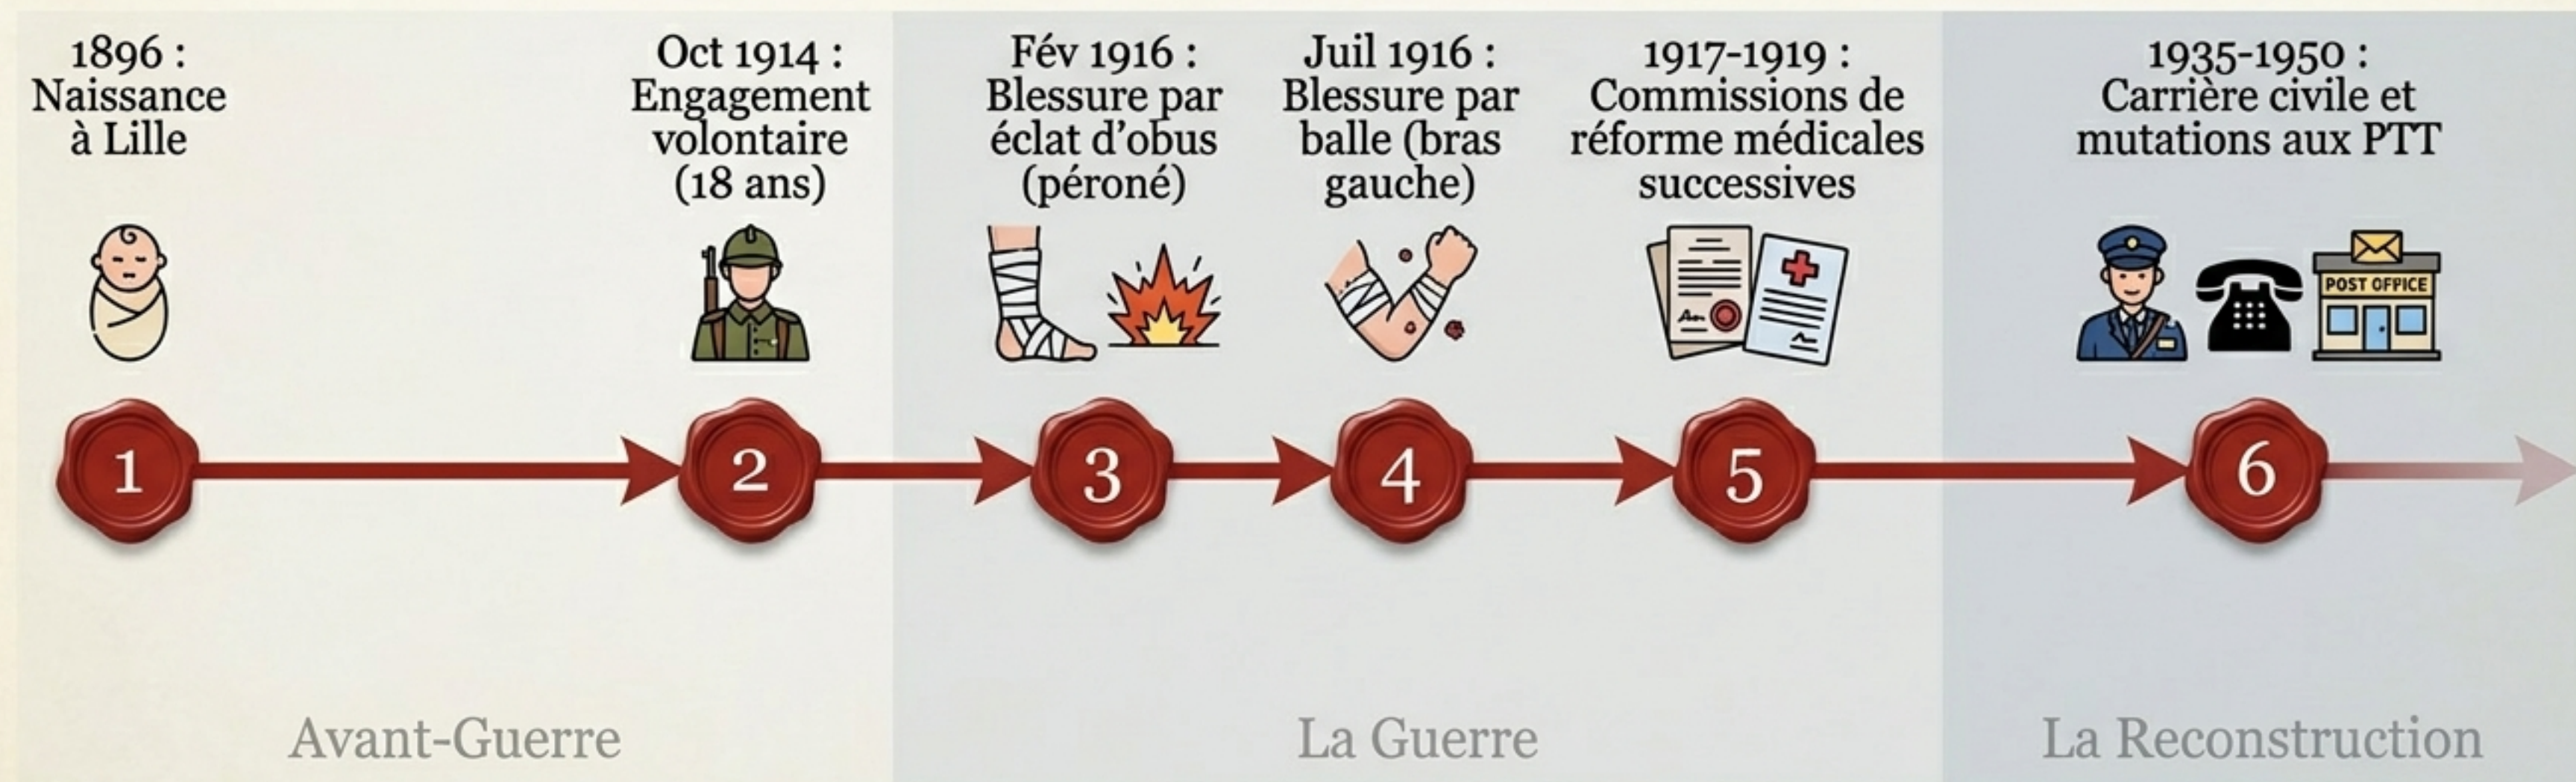 1896 :
Naissance
à Lille
Oct 1914 :
Engagement
volontaire
(18 ans)
Fév 1916 :
Blessure par
éclat d’obus
(péroné)
Juil 1916 :
Blessure par
balle (bras
gauche)
1917-1919 :
Commissions de
réforme médicales
successives
1935-1950 :
Carrière civile et
mutations aux PTT
POST OFFICE
1
2
3
4
5
6
Avant-Guerre
La Guerre
La Reconstruction